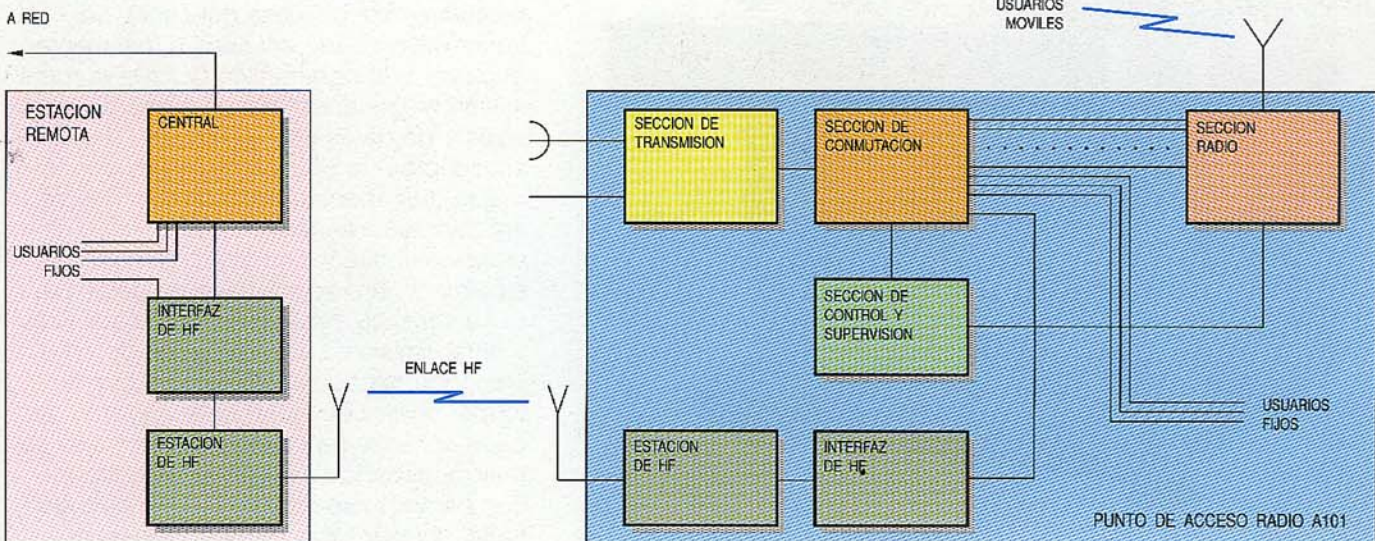 A RED
USUARIOS
MOVILES
ESTACION
REMOTA
CENTRAL
USUARIOS
FIJOS
INTERFAZ
DE HF
ESTACION
DE HF
ENLACE HF
SECCION DE
TRANSMISION
SECCION DE
CONMUTACION
SECCION
RADIO
SECCION DE
CONTROL Y
SUPERVISION
USUARIOS
FIJOS
ESTACION
DE HF
INTERFAZ
DE HF
PUNTO DE ACCESO RADIO A101